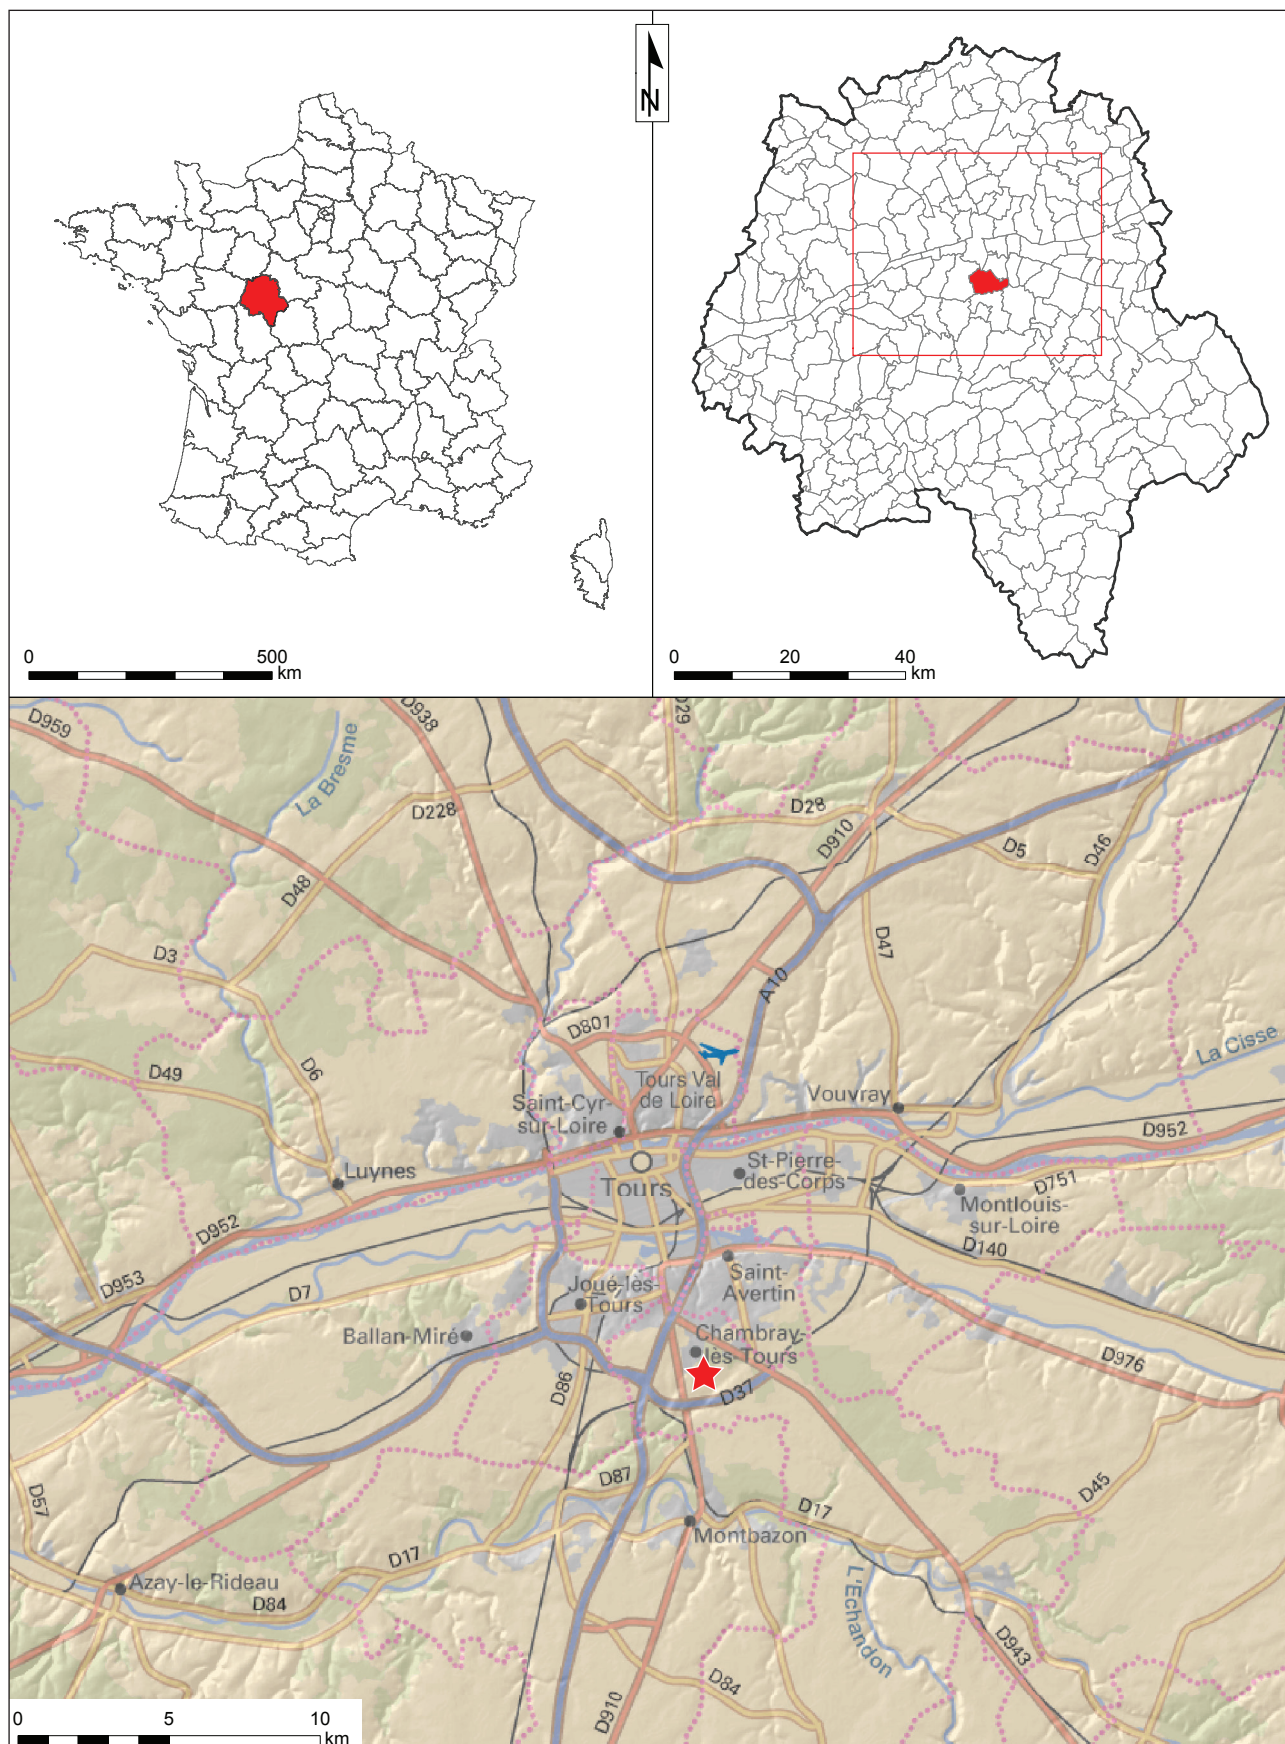 N
0
500
km
0
20
40
km
D959
D938
D29
La Bresme
D228
D28
D910
D5
D46
D48
D3
D47
A 10
D801
D49
D6
Tours Val
de Loire
Vouvray
La Cisse
Saint-Cyr-
sur-Loire
D952
Luynes
Tours
St-Pierre-
des-Corps
D751
Montlouis-
sur-Loire
D952
D140
D953
D7
Joué-lès-
Tours
Saint-
Avertin
Ballan-Miré
Chambray-
lès-Tours
D976
D86
D37
D57
D87
D45
D17
Montbazon
D17
Azay-le-Rideau
D84
L'Echandon
D943
D84
D910
0
5
10
km